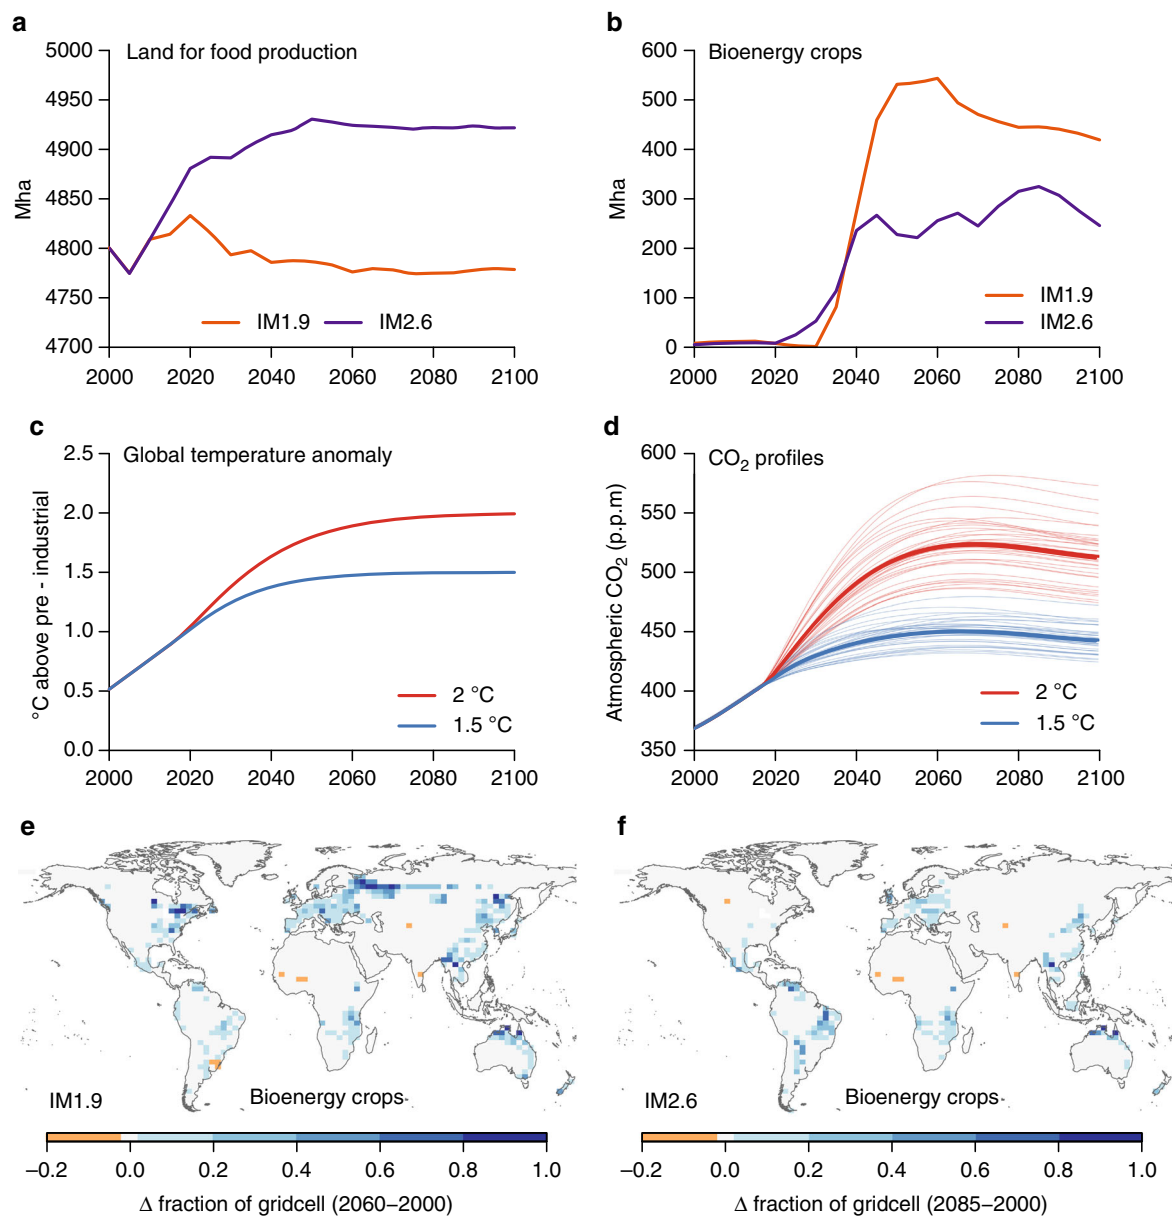 a
Land for food production
5000
4950
4900
4850
4800
4750
4700
Mha
IM1.9
IM2.6
2000 2020 2040 2060 2080 2100
b
Bioenergy crops
600
500
400
300
200
100
0
Mha
IM1.9
IM2.6
2000 2020 2040 2060 2080 2100
c
Global temperature anomaly
2.5
2.0
1.5
1.0
0.5
0.0
°C above pre - industrial
2 °C
1.5 °C
2000 2020 2040 2060 2080 2100
d
CO2 profiles
600
550
500
450
400
350
Atmospheric CO2 (p.p.m)
2 °C
1.5 °C
2000 2020 2040 2060 2080 2100
e
IM1.9
Bioenergy crops
−0.2 0.0 0.2 0.4 0.6 0.8 1.0
Δ fraction of gridcell (2060−2000)
f
IM2.6
Bioenergy crops
−0.2 0.0 0.2 0.4 0.6 0.8 1.0
Δ fraction of gridcell (2085−2000)